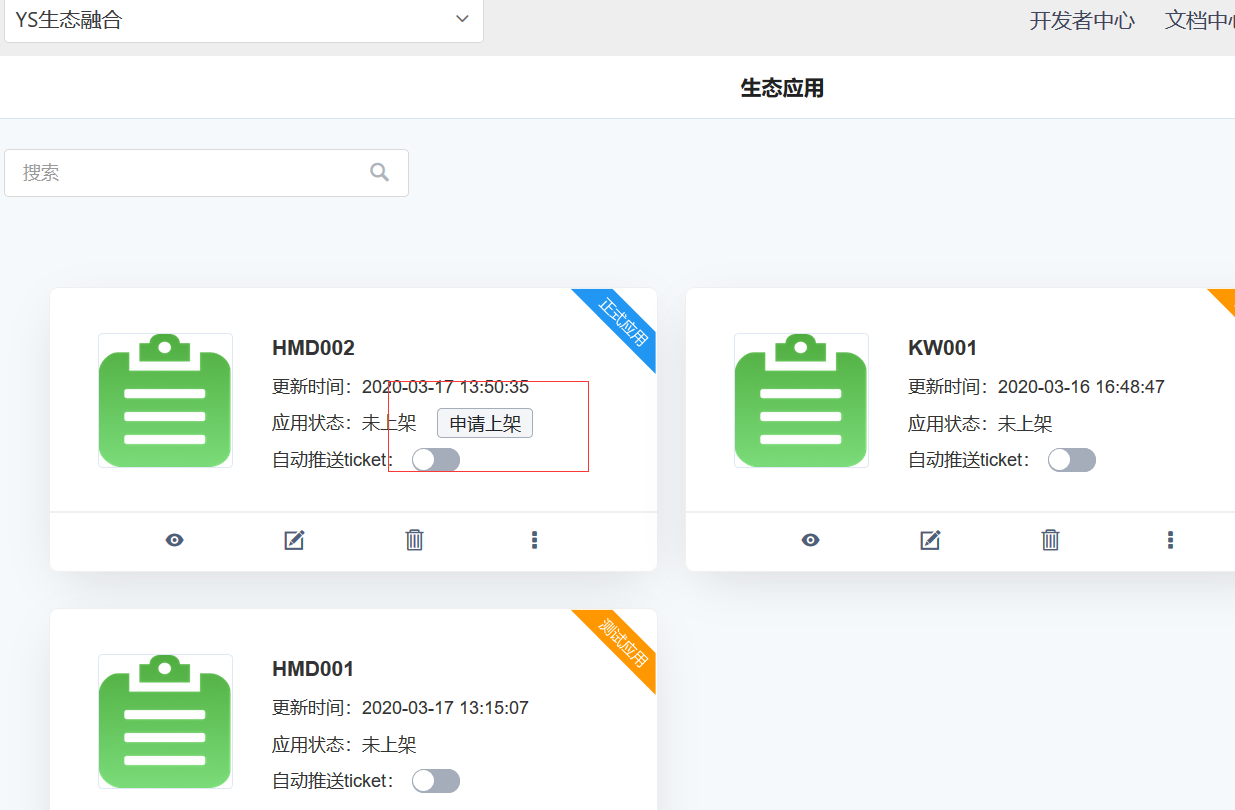 YS生态融合
开发者中心 文档中心
生态应用
搜索
正式应用
HMD002
更新时间：2020-03-17 13:50:35
应用状态：未上架 申请上架
自动推送ticket：
KW001
更新时间：2020-03-16 16:48:47
应用状态：未上架
自动推送ticket：
测试应用
HMD001
更新时间：2020-03-17 13:15:07
应用状态：未上架
自动推送ticket：